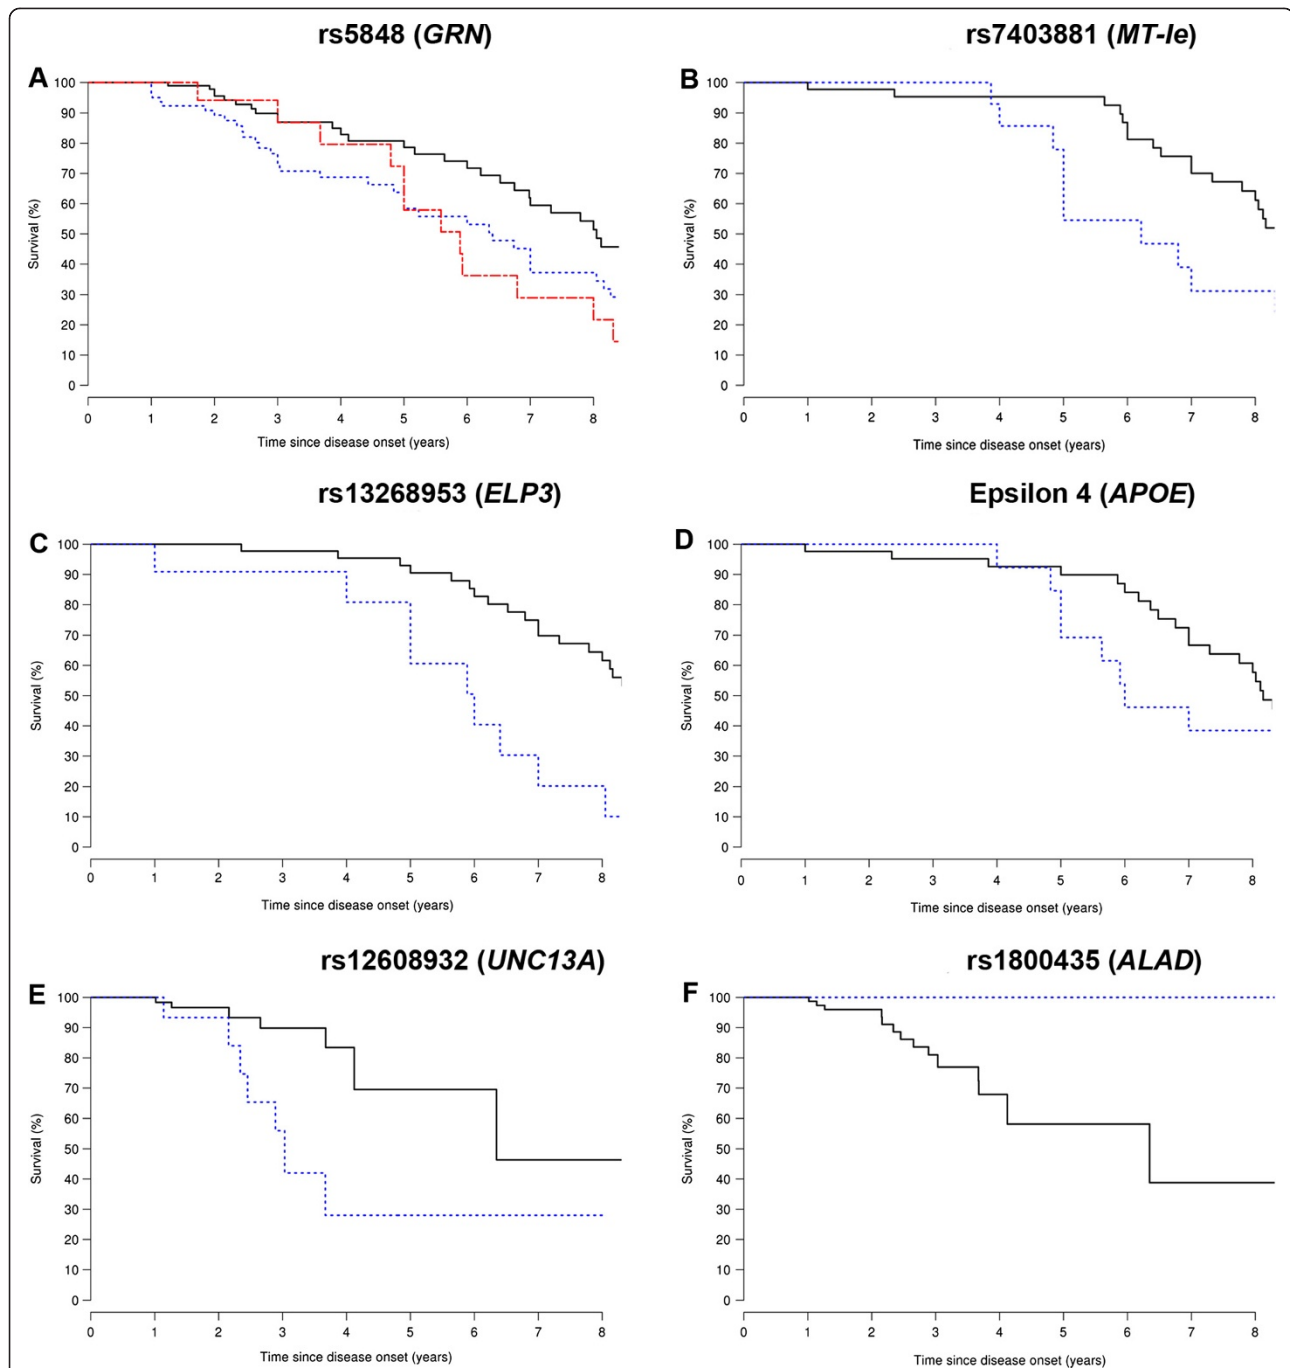 rs5848 (GRN)
A
100
90
80
70
60
50
40
30
20
10
0
Survival (%)
0 1 2 3 4 5 6 7 8
Time since disease onset (years)
rs7403881 (MT-Ie)
B
100
90
80
70
60
50
40
30
20
10
0
Survival (%)
0 1 2 3 4 5 6 7 8
Time since disease onset (years)
rs13268953 (ELP3)
C
100
90
80
70
60
50
40
30
20
10
0
Survival (%)
0 1 2 3 4 5 6 7 8
Time since disease onset (years)
Epsilon 4 (APOE)
D
100
90
80
70
60
50
40
30
20
10
0
Survival (%)
0 1 2 3 4 5 6 7 8
Time since disease onset (years)
rs12608932 (UNC13A)
E
100
90
80
70
60
50
40
30
20
10
0
Survival (%)
0 1 2 3 4 5 6 7 8
Time since disease onset (years)
rs1800435 (ALAD)
F
100
90
80
70
60
50
40
30
20
10
0
Survival (%)
0 1 2 3 4 5 6 7 8
Time since disease onset (years)